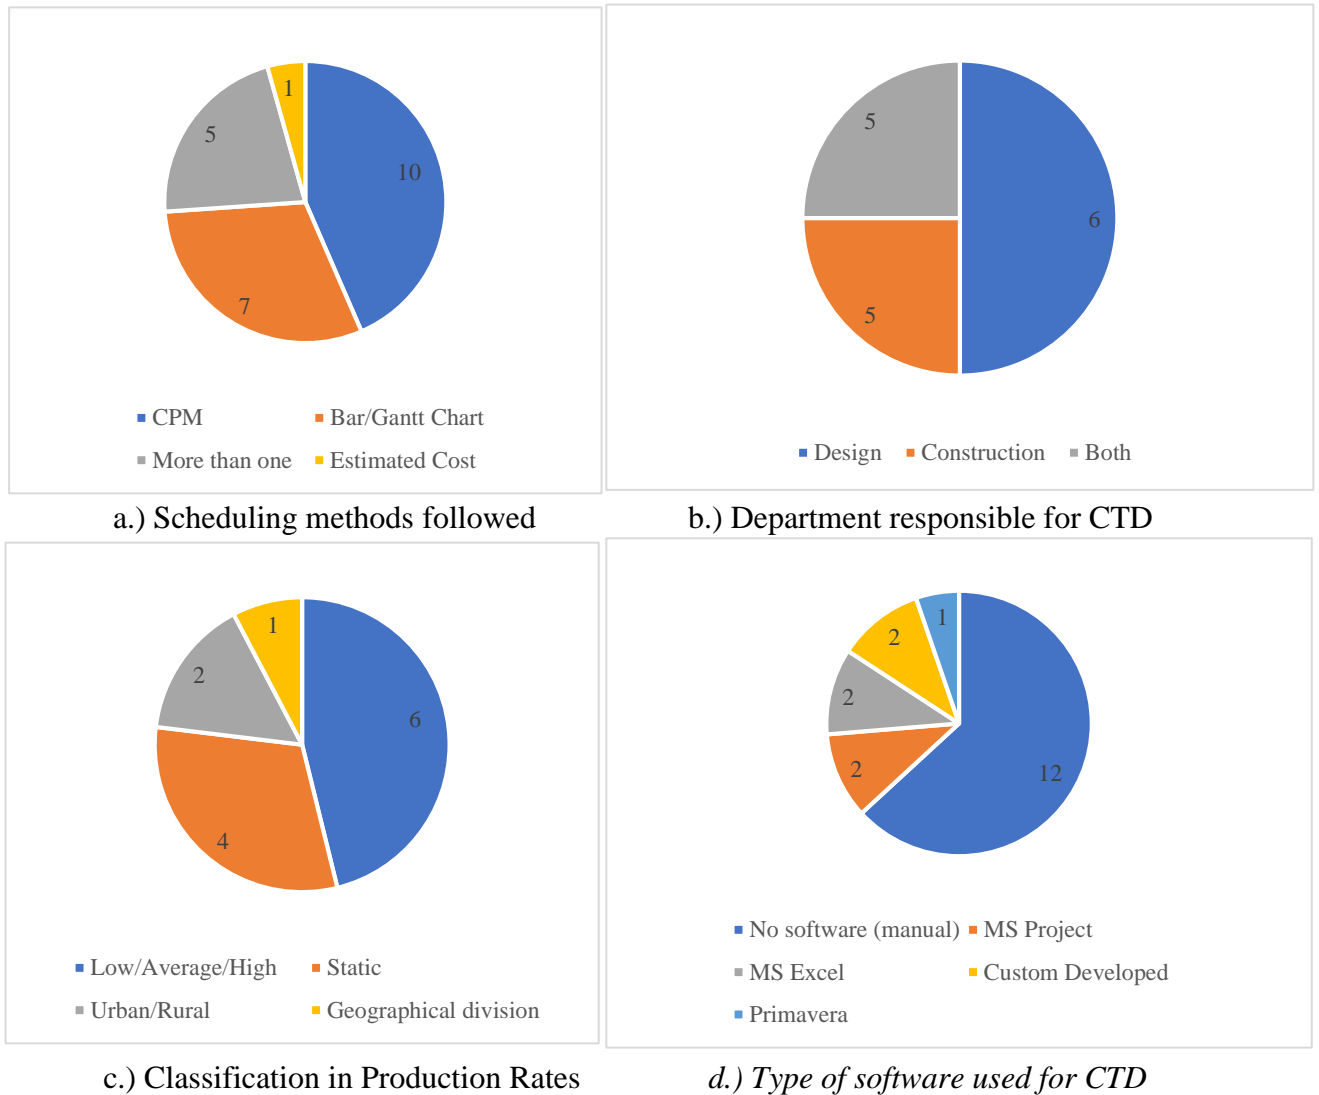 1
5
10
7
CPM
Bar/Gantt Chart
More than one
Estimated Cost
a.) Scheduling methods followed
5
6
5
Design
Construction
Both
b.) Department responsible for CTD
1
2
6
4
Low/Average/High
Static
Urban/Rural
Geographical division
c.) Classification in Production Rates
1
2
2
2
12
No software (manual)
MS Project
MS Excel
Custom Developed
Primavera
d.) Type of software used for CTD